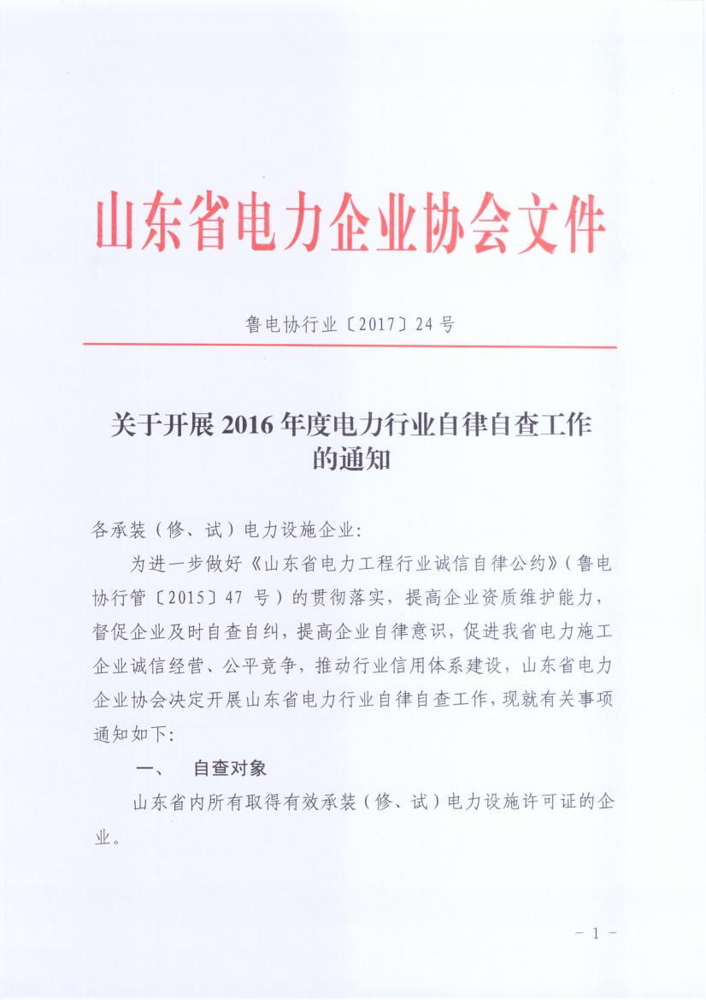 山东省电力企业协会文件
鲁电协行业〔2017〕24 号
关于开展 2016 年度电力行业自律自查工作
的通知
各承装（修、试）电力设施企业：
为进一步做好《山东省电力工程行业诚信自律公约》（鲁电
协行管〔2015〕47 号）的贯彻落实，提高企业资质维护能力，
督促企业及时自查自纠，提高企业自律意识，促进我省电力施工
企业诚信经营、公平竞争，推动行业信用体系建设，山东省电力
企业协会决定开展山东省电力行业自律自查工作，现就有关事项
通知如下：
一、 自查对象
山东省内所有取得有效承装（修、试）电力设施许可证的企
业。
- 1 -